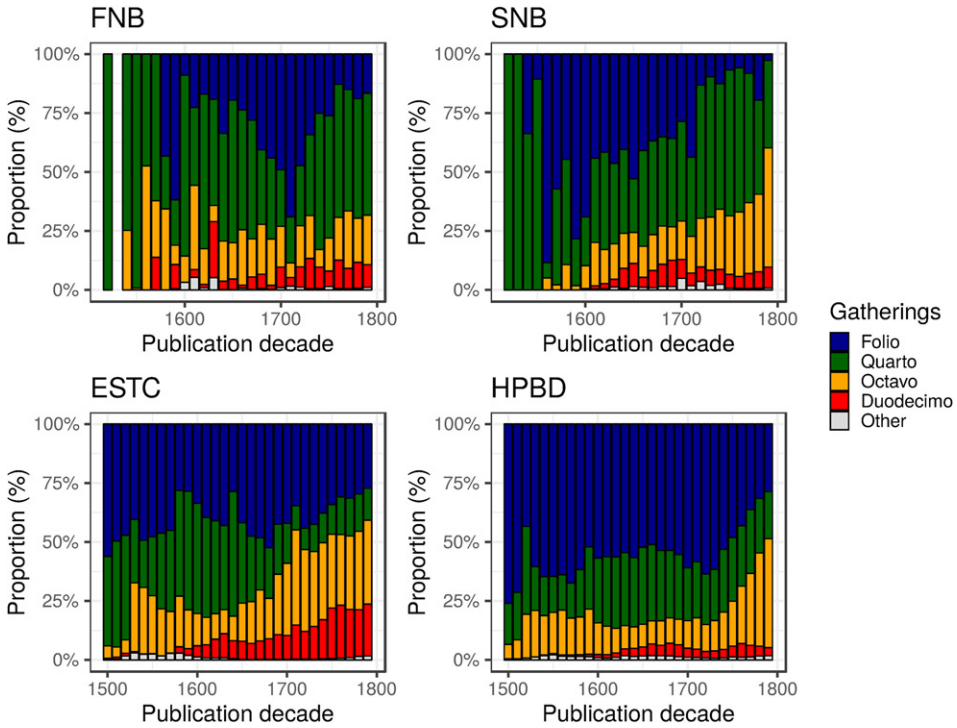 FNB
SNB
100%
75%
50%
25%
0%
Proportion (%)
1600
1700
1800
Publication decade
100%
75%
50%
25%
0%
Proportion (%)
1600
1700
1800
Publication decade
Gatherings
Folio
Quarto
Octavo
Duodecimo
Other
ESTC
HPBD
100%
75%
50%
25%
0%
Proportion (%)
1500
1600
1700
1800
Publication decade
100%
75%
50%
25%
0%
Proportion (%)
1500
1600
1700
1800
Publication decade